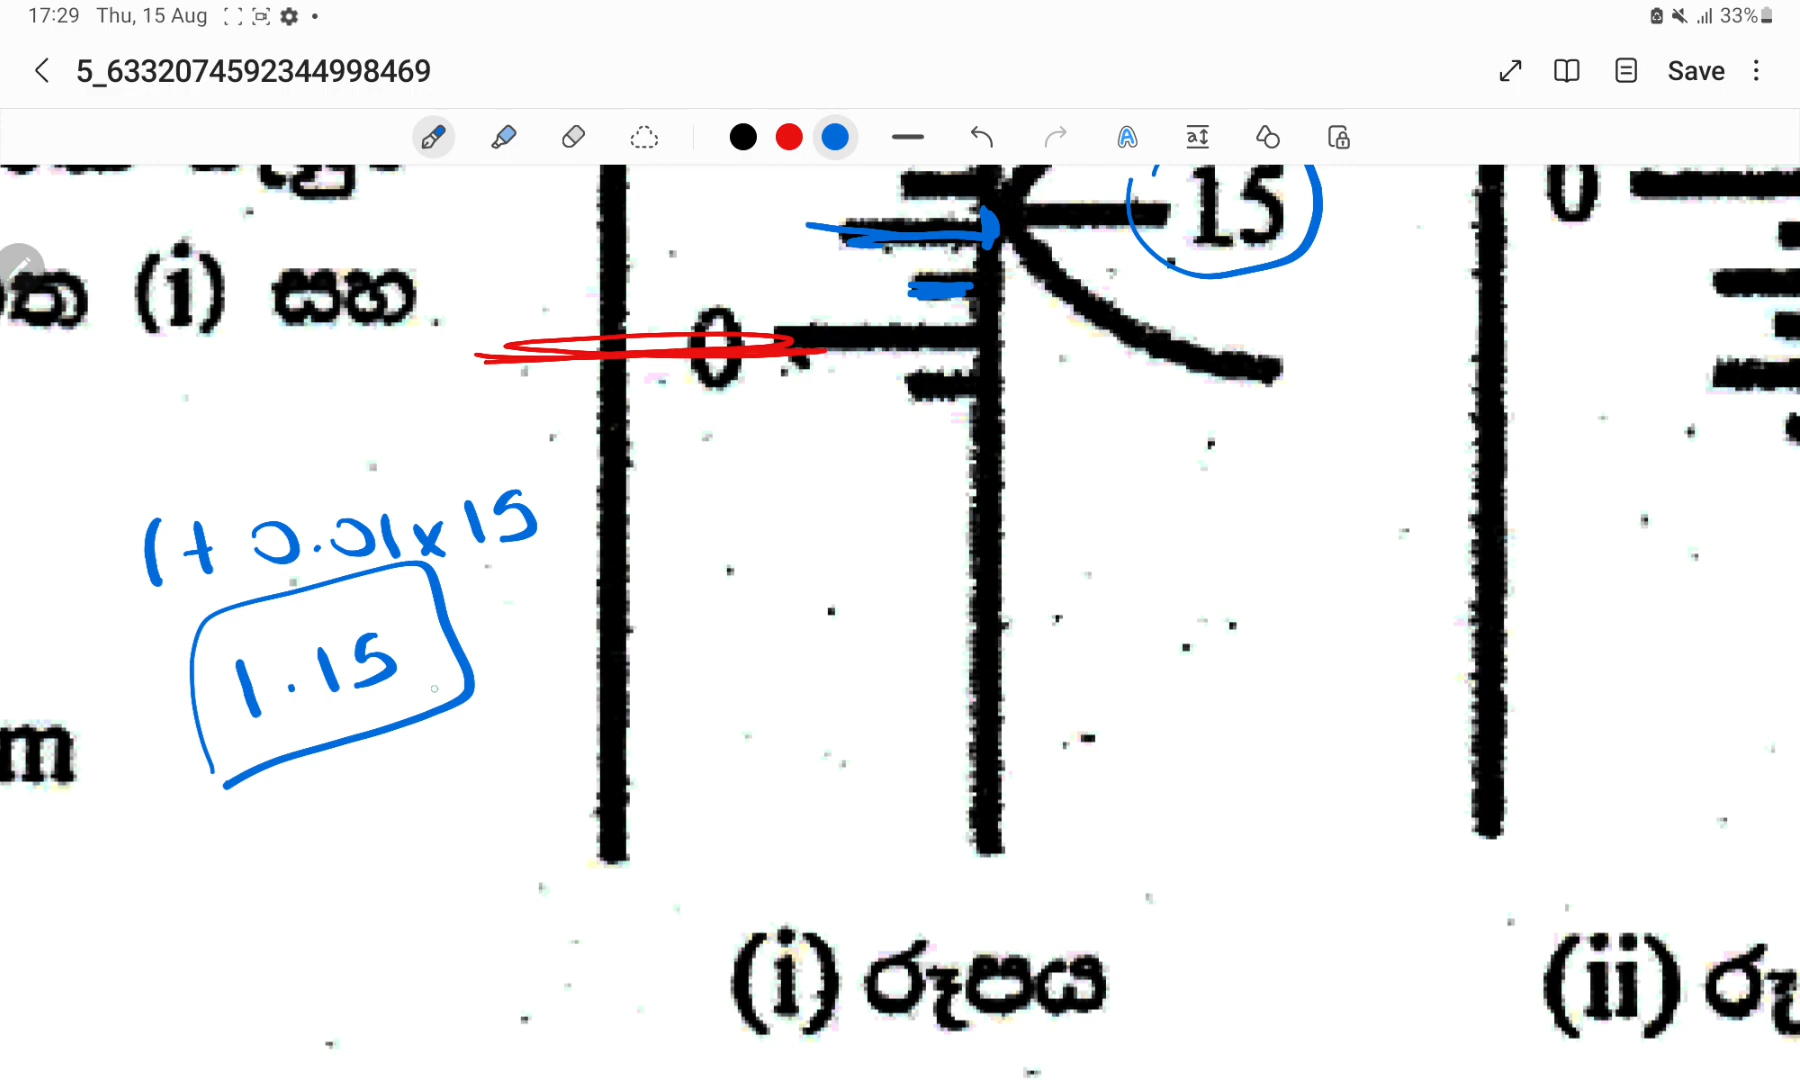 17:29 Thu, 15 Aug
33%
5_6332074592344998469
Save
15
0
(i) සහ
0
1 + 0.01 x 15
1.15
m
(i) රූපය
(ii)